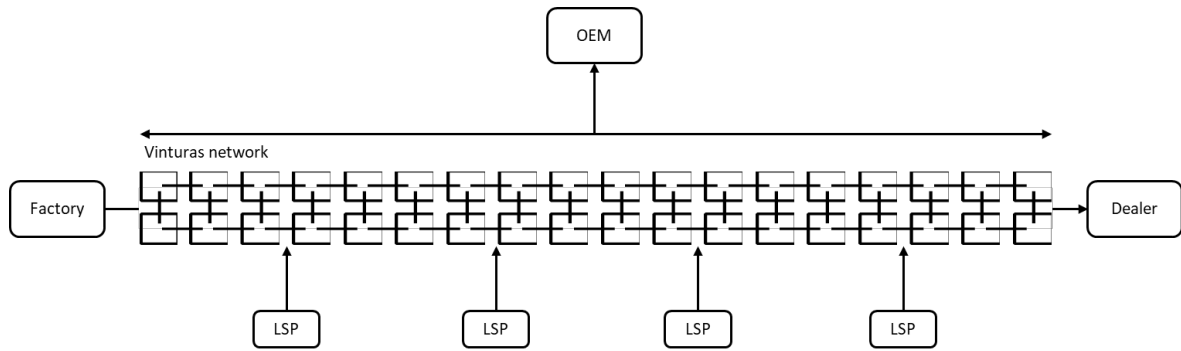 OEM
Vinturas network
Factory
Dealer
LSP
LSP
LSP
LSP